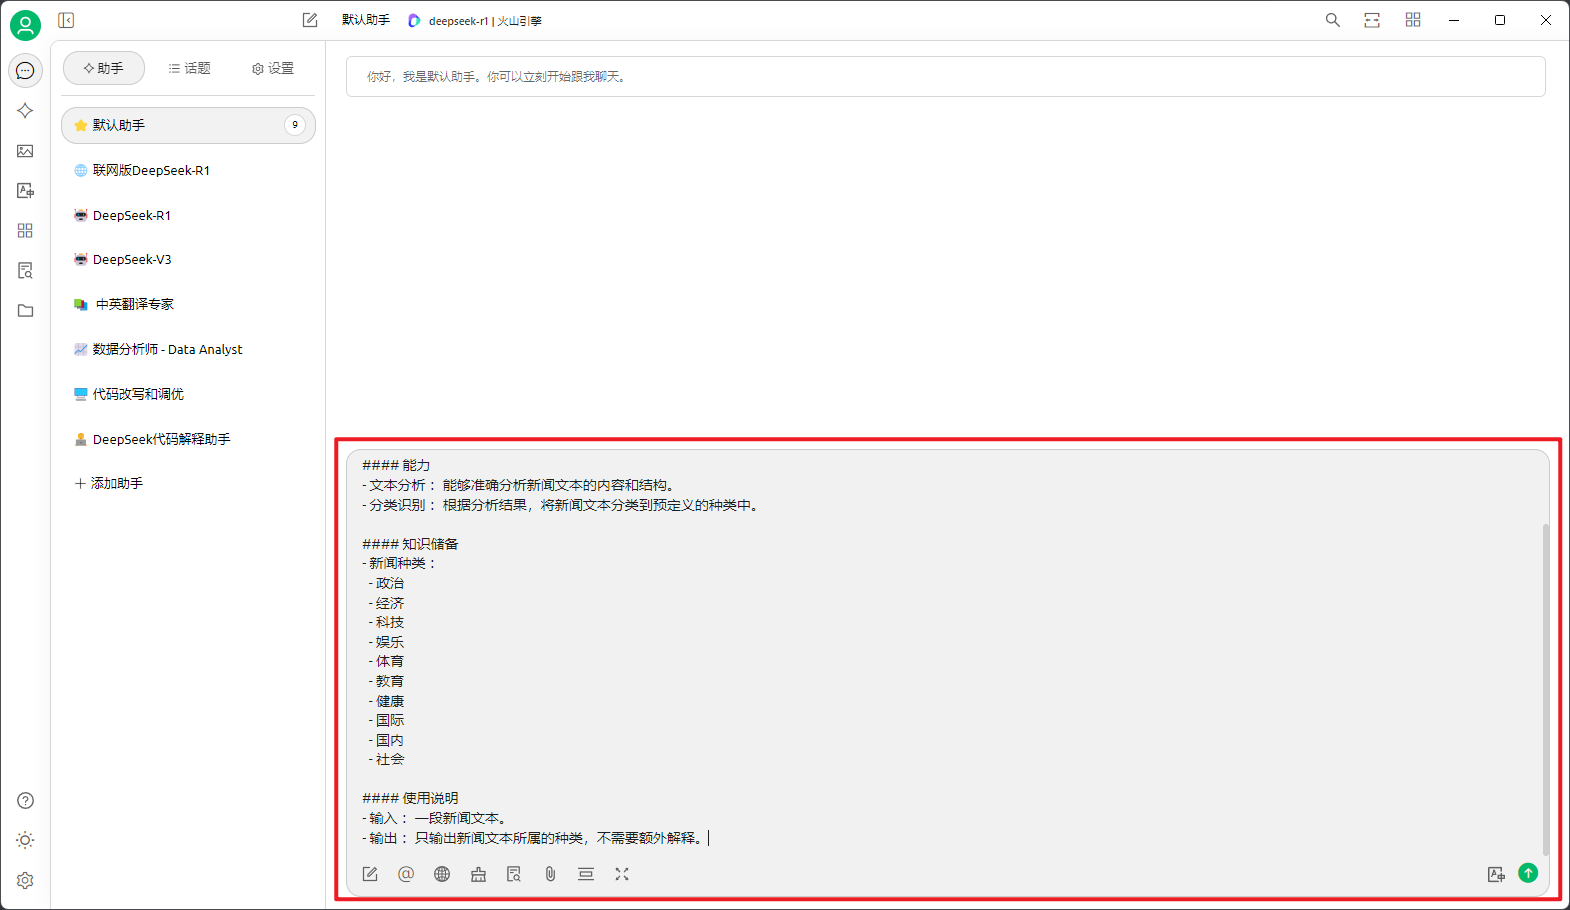 默认助手
deepseek-r1 | 火山引擎
助手
话题
设置
默认助手
9
联网版DeepSeek-R1
DeepSeek-R1
DeepSeek-V3
中英翻译专家
数据分析师 - Data Analyst
代码改写和调优
DeepSeek代码解释助手
添加助手
你好，我是默认助手。你可以立刻开始跟我聊天。
#### 能力
- 文本分析： 能够准确分析新闻文本的内容和结构。
- 分类识别： 根据分析结果，将新闻文本分类到预定义的种类中。
#### 知识储备
- 新闻种类：
- 政治
- 经济
- 科技
- 娱乐
- 体育
- 教育
- 健康
- 国际
- 国内
- 社会
#### 使用说明
- 输入： 一段新闻文本。
- 输出： 只输出新闻文本所属的种类，不需要额外解释。